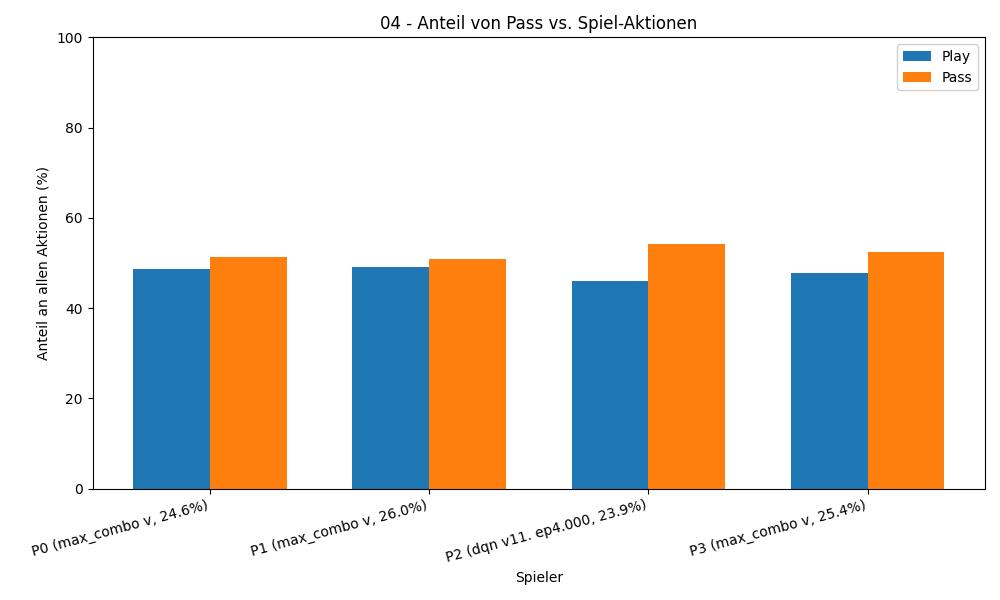 04 - Anteil von Pass vs. Spiel-Aktionen
100
80
60
40
20
0
Anteil an allen Aktionen (%)
Play
Pass
P0 (max_combo v, 24.6%)
P1 (max_combo v, 26.0%)
P2 (dqn v11. ep4.000, 23.9%)
P3 (max_combo v, 25.4%)
Spieler